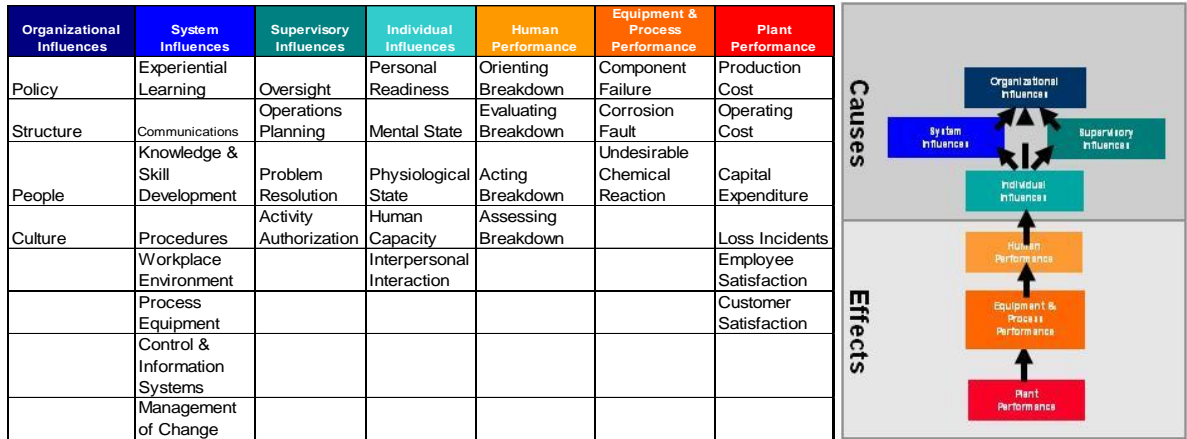 Organizational
Influences
System
Influences
Supervisory
Influences
Individual
Influences
Human
Performance
Equipment &
Process
Performance
Plant
Performance
Policy
Experiential
Learning
Oversight
Personal
Readiness
Orienting
Breakdown
Component
Failure
Production
Cost
Structure
Communications
Operations
Planning
Mental State
Evaluating
Breakdown
Corrosion
Fault
Operating
Cost
People
Knowledge &
Skill
Development
Problem
Resolution
Physiological
State
Acting
Breakdown
Undesirable
Chemical
Reaction
Capital
Expenditure
Culture
Procedures
Activity
Authorization
Human
Capacity
Assessing
Breakdown
Loss Incidents
Workplace
Environment
Interpersonal
Interaction
Employee
Satisfaction
Process
Equipment
Customer
Satisfaction
Control &
Information
Systems
Management
of Change
Causes
Organizational
Influences
System
Influences
Supervisory
Influences
Individual
Influences
Effects
Human
Performance
Equipment &
Process
Performance
Plant
Performance